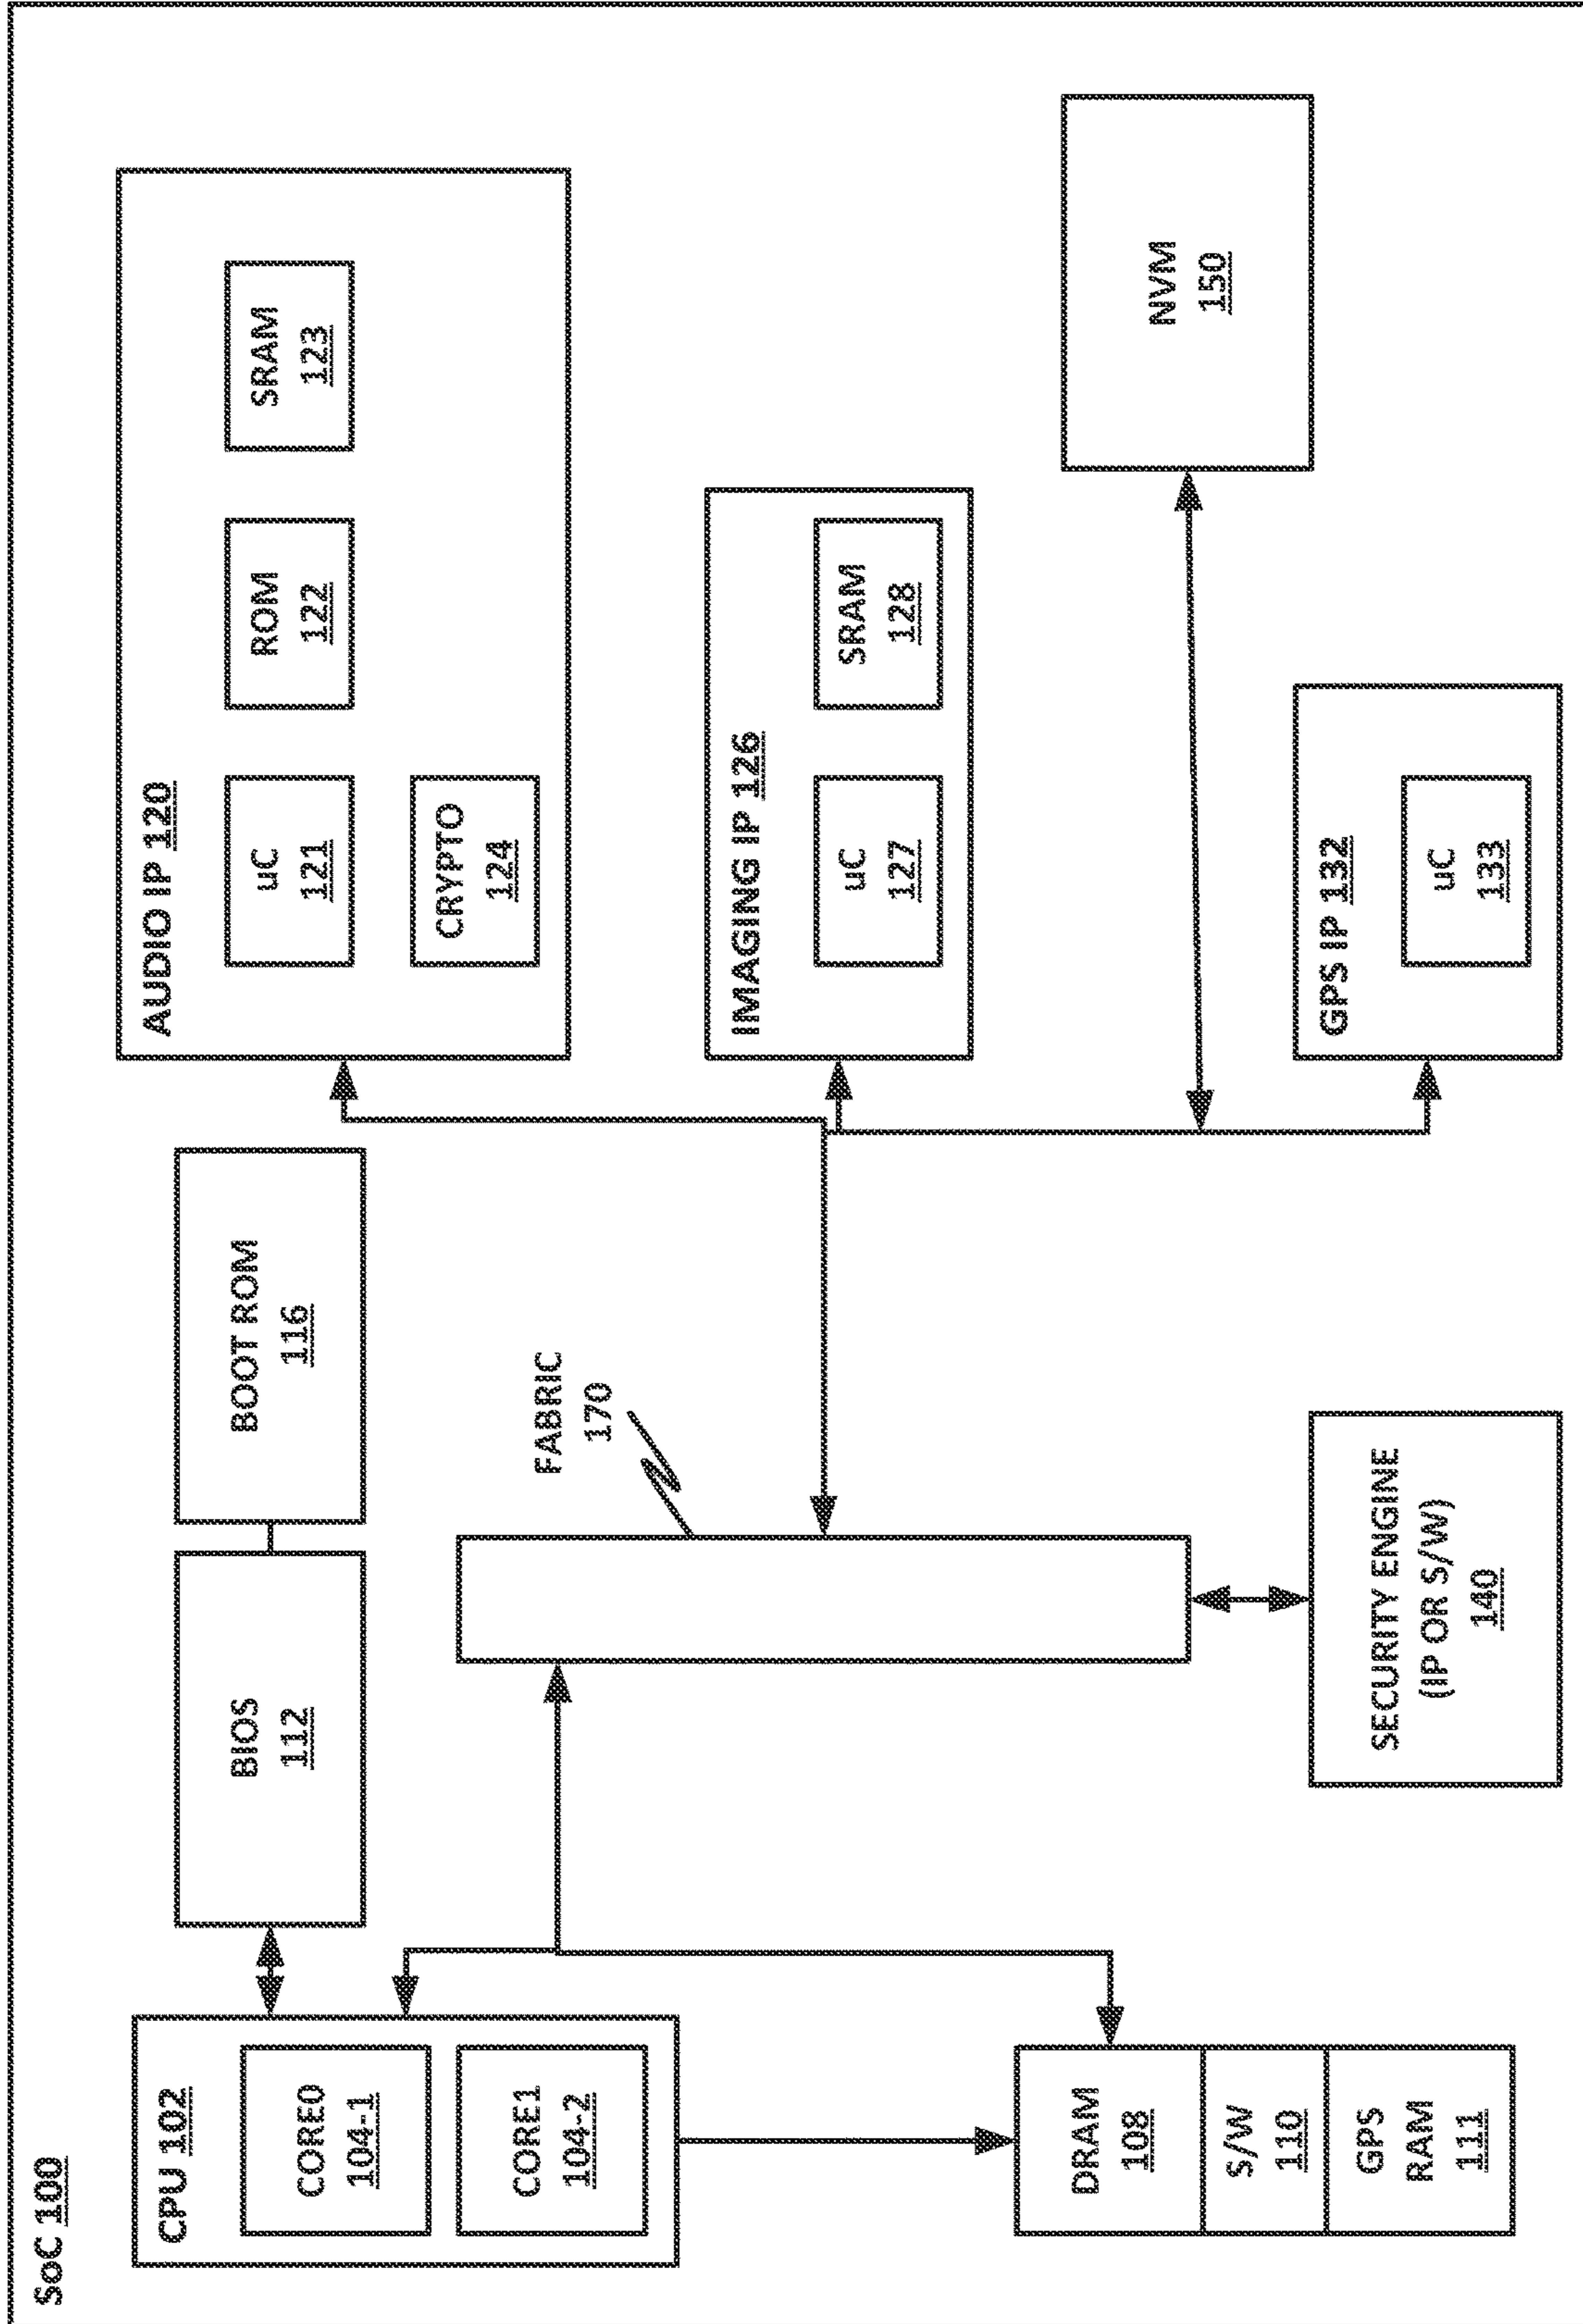 SoC 100
CPU 102
CORE0
104-1
CORE1
104-2
DRAM
108
S/W
110
GPS
RAM
111
BIOS
112
BOOT ROM
116
FABRIC
170
SECURITY ENGINE
(IP OR S/W)
140
AUDIO IP 120
uC
121
ROM
122
SRAM
123
CRYPTO
124
IMAGING IP 126
uC
127
SRAM
128
NVM
150
GPS IP 132
uC
133